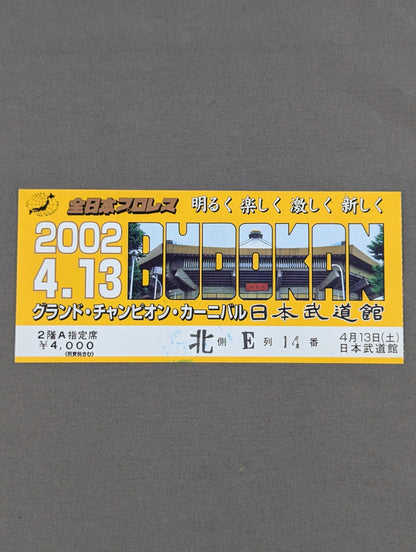 全日本プロレス 明るく 楽しく 激しく 新しく
2002
4.13
BUDOKAN
グランド・チャンピオン・カーニバル 日本武道館
2階A指定席
¥4,000
(消費税含む)
北側 E列 14番
4月13日(土)
日本武道館